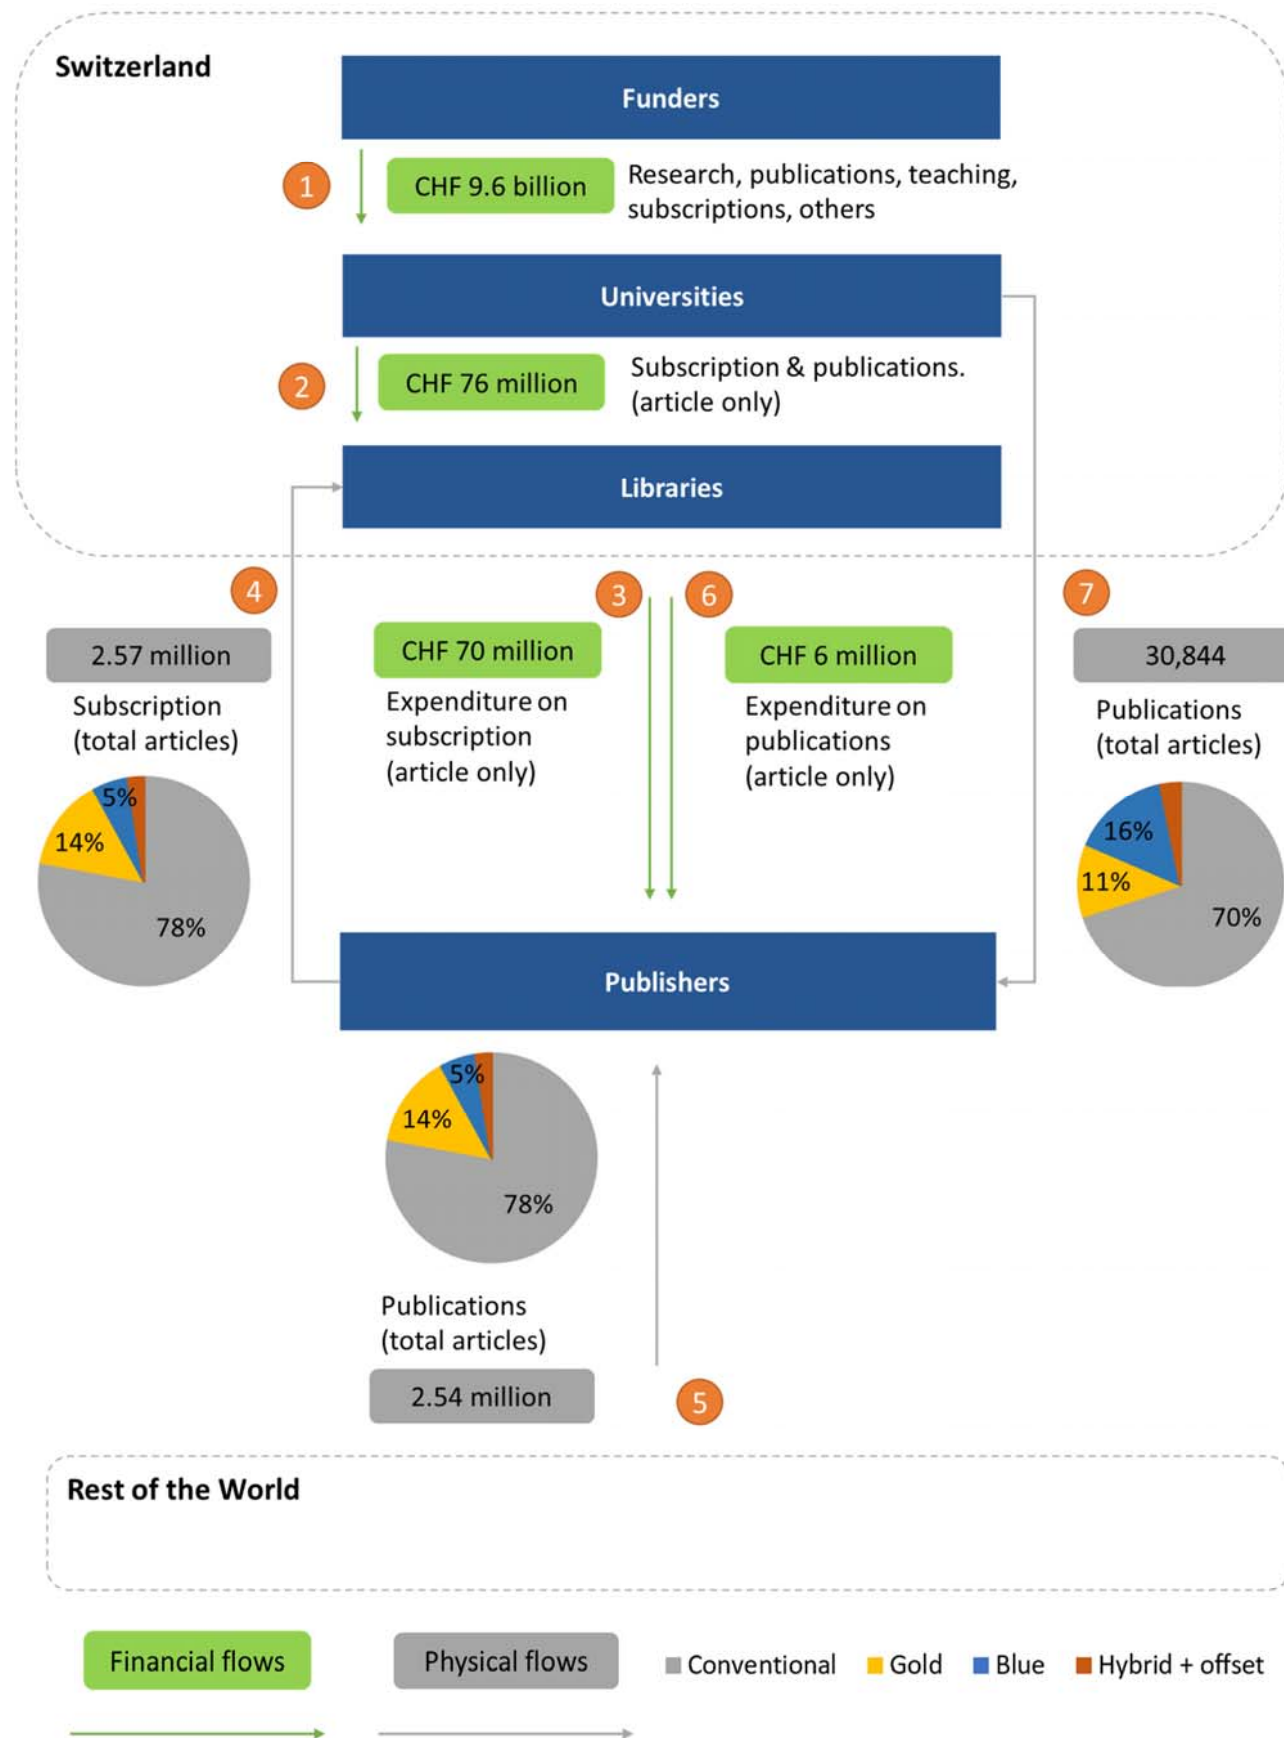 Switzerland
Funders
1
CHF 9.6 billion
Research, publications, teaching,
subscriptions, others
Universities
2
CHF 76 million
Subscription & publications.
(article only)
Libraries
4
3
6
7
2.57 million
Subscription
(total articles)
5%
14%
78%
CHF 70 million
Expenditure on
subscription
(article only)
CHF 6 million
Expenditure on
publications
(article only)
30,844
Publications
(total articles)
16%
11%
70%
Publishers
5%
14%
78%
Publications
(total articles)
2.54 million
5
Rest of the World
Financial flows
Physical flows
Conventional
Gold
Blue
Hybrid + offset